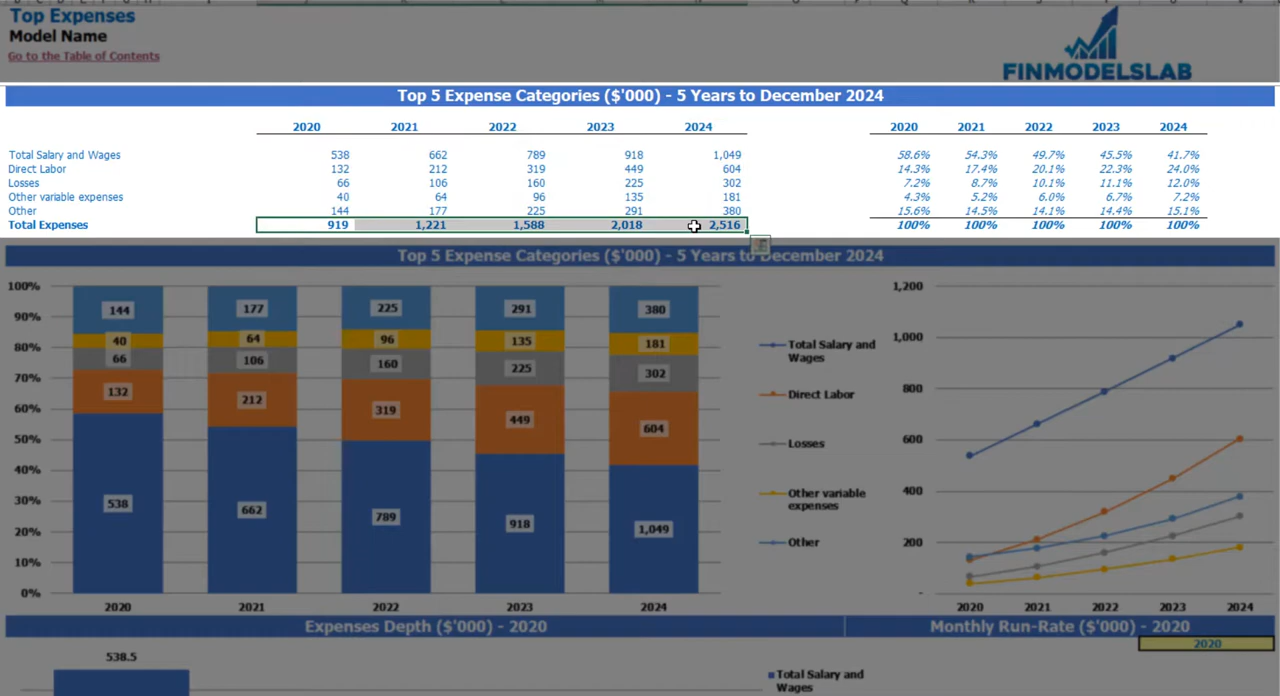 Top Expenses
Model Name
Go to the Table of Contents
FINMODELSLAB
Top 5 Expense Categories ($'000) - 5 Years to December 2024
2020 2021 2022 2023 2024 2020 2021 2022 2023 2024
Total Salary and Wages 538 662 789 918 1,049 58.6% 54.3% 49.7% 45.5% 41.7%
Direct Labor 132 212 319 449 604 14.3% 17.4% 20.1% 22.3% 24.0%
Losses 66 106 160 225 302 7.2% 8.7% 10.1% 11.1% 12.0%
Other variable expenses 40 64 96 135 181 4.3% 5.2% 6.0% 6.7% 7.2%
Other 144 177 225 291 380 15.6% 14.5% 14.1% 14.4% 15.1%
Total Expenses 919 1,221 1,588 2,018 2,516 100% 100% 100% 100% 100%
Top 5 Expense Categories ($'000) - 5 Years to December 2024
100%
90%
80%
70%
60%
50%
40%
30%
20%
10%
0%
144 177 225 291 380
40 64 96 135 181
66 106 160 225 302
132 212 319 449 604
538 662 789 918 1,049
2020 2021 2022 2023 2024
Total Salary and
Wages
Direct Labor
Losses
Other variable
expenses
Other
1,200
1,000
800
600
400
200
-
2020 2021 2022 2023 2024
Expenses Depth ($'000) - 2020
Monthly Run-Rate ($'000) - 2020
2020
538.5
Total Salary and
Wages